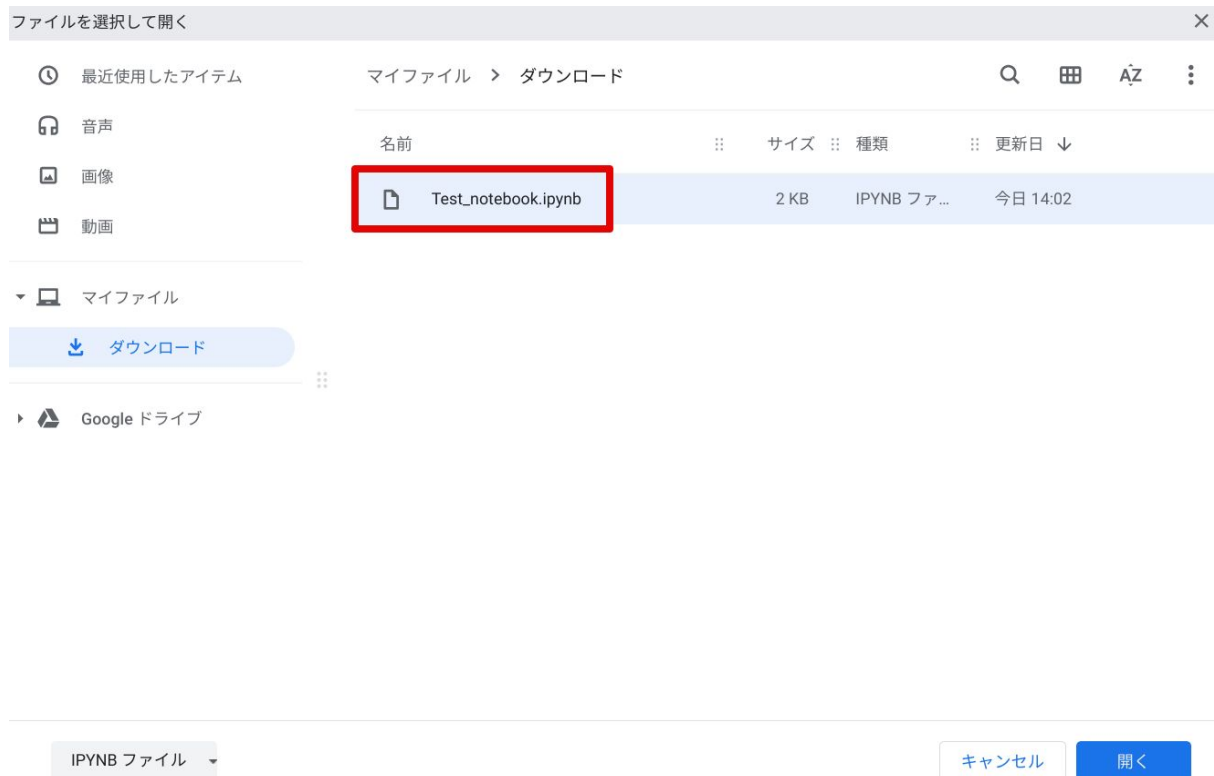 ファイルを選択して開く
最近使用したアイテム
音声
画像
動画
マイファイル
ダウンロード
Google ドライブ
マイファイル > ダウンロード
AZ
名前 サイズ 種類 更新日
Test_notebook.ipynb 2 KB IPYNB ファ... 今日 14:02
IPYNB ファイル
キャンセル 開く